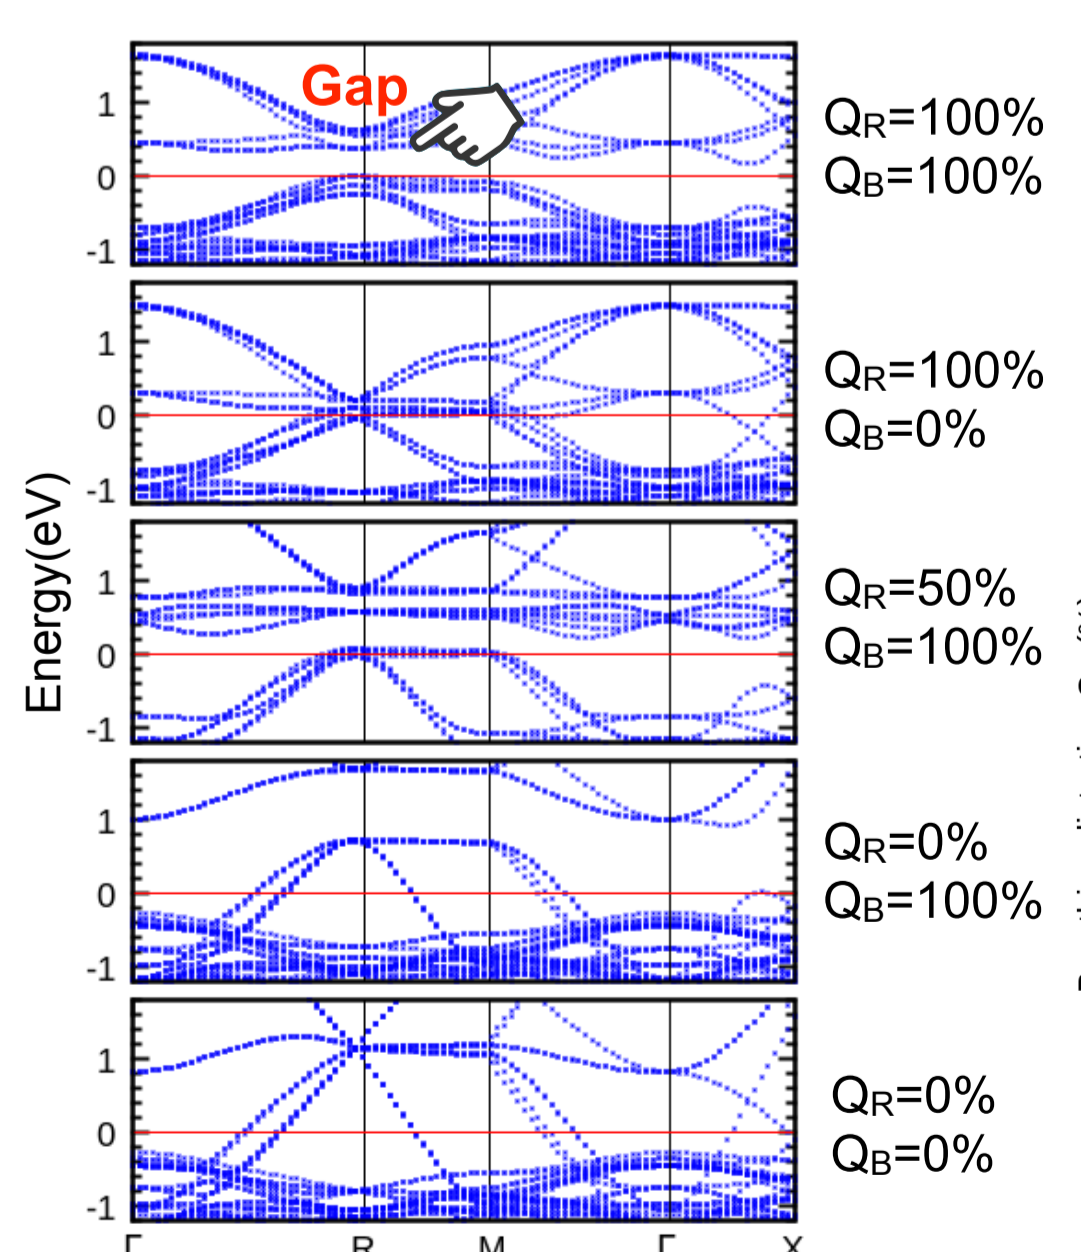 Gap
1
0
-1
QR=100%
QB=100%
1
0
-1
QR=100%
QB=0%
Energy(eV)
1
0
-1
QR=50%
QB=100%
1
0
-1
QR=0%
QB=100%
1
0
-1
QR=0%
QB=0%
Γ R M Γ X